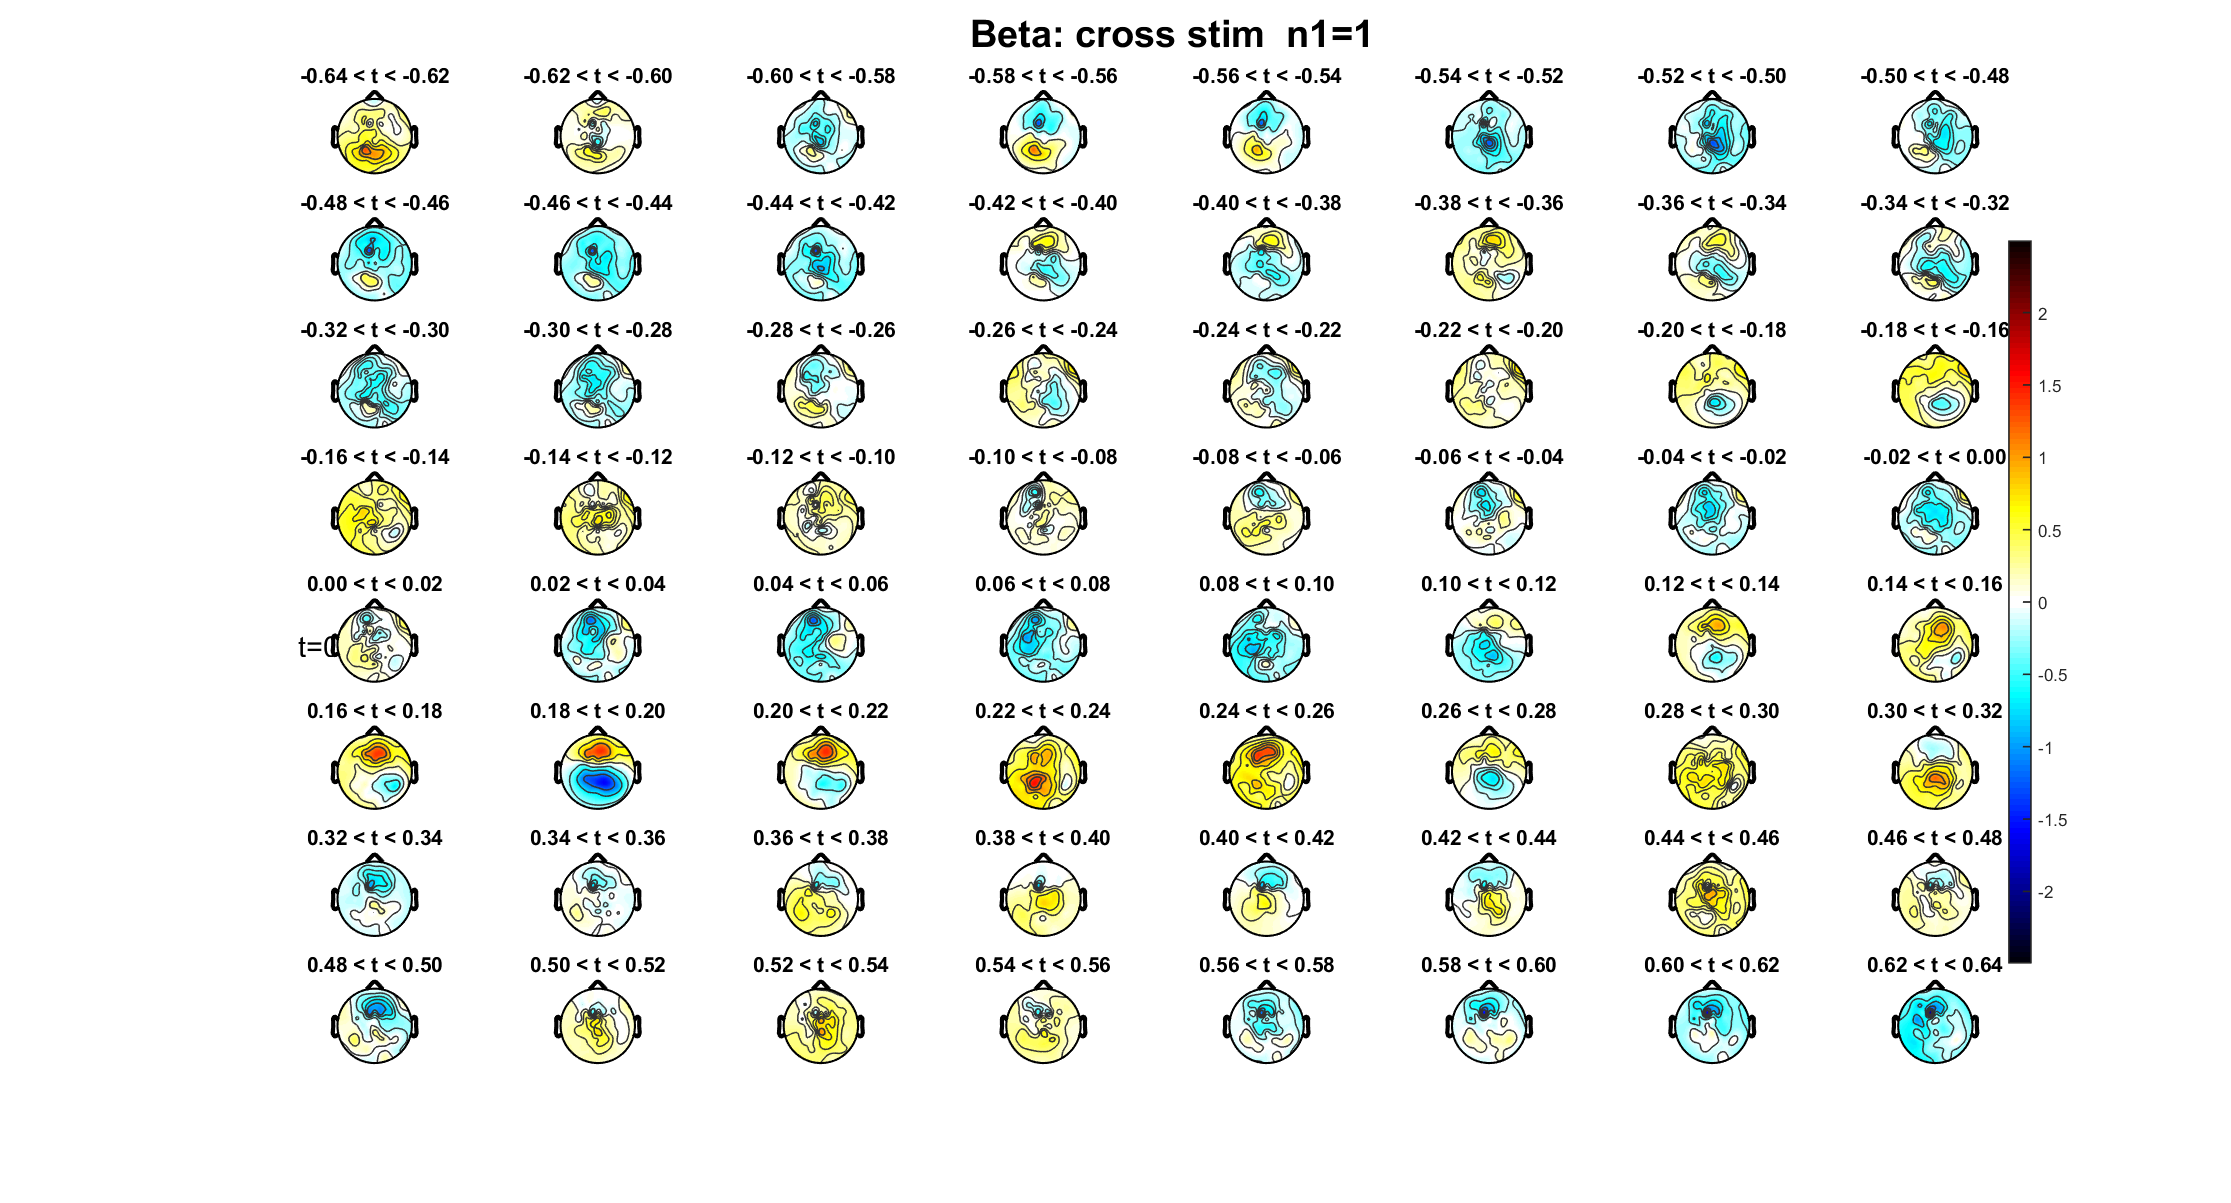 Beta: cross stim  n1=1
-0.64 < t < -0.62 -0.62 < t < -0.60 -0.60 < t < -0.58 -0.58 < t < -0.56 -0.56 < t < -0.54 -0.54 < t < -0.52 -0.52 < t < -0.50 -0.50 < t < -0.48
-0.48 < t < -0.46 -0.46 < t < -0.44 -0.44 < t < -0.42 -0.42 < t < -0.40 -0.40 < t < -0.38 -0.38 < t < -0.36 -0.36 < t < -0.34 -0.34 < t < -0.32
-0.32 < t < -0.30 -0.30 < t < -0.28 -0.28 < t < -0.26 -0.26 < t < -0.24 -0.24 < t < -0.22 -0.22 < t < -0.20 -0.20 < t < -0.18 -0.18 < t < -0.16
-0.16 < t < -0.14 -0.14 < t < -0.12 -0.12 < t < -0.10 -0.10 < t < -0.08 -0.08 < t < -0.06 -0.06 < t < -0.04 -0.04 < t < -0.02 -0.02 < t < 0.00
0.00 < t < 0.02 0.02 < t < 0.04 0.04 < t < 0.06 0.06 < t < 0.08 0.08 < t < 0.10 0.10 < t < 0.12 0.12 < t < 0.14 0.14 < t < 0.16
t=0
0.16 < t < 0.18 0.18 < t < 0.20 0.20 < t < 0.22 0.22 < t < 0.24 0.24 < t < 0.26 0.26 < t < 0.28 0.28 < t < 0.30 0.30 < t < 0.32
0.32 < t < 0.34 0.34 < t < 0.36 0.36 < t < 0.38 0.38 < t < 0.40 0.40 < t < 0.42 0.42 < t < 0.44 0.44 < t < 0.46 0.46 < t < 0.48
0.48 < t < 0.50 0.50 < t < 0.52 0.52 < t < 0.54 0.54 < t < 0.56 0.56 < t < 0.58 0.58 < t < 0.60 0.60 < t < 0.62 0.62 < t < 0.64
2
1.5
1
0.5
0
-0.5
-1
-1.5
-2